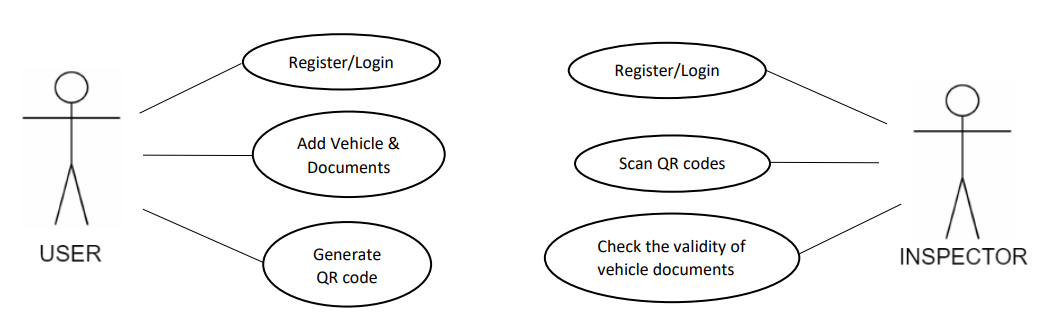 Register/Login
Add Vehicle &
Documents
Generate
QR code
USER
Register/Login
Scan QR codes
Check the validity of
vehicle documents
INSPECTOR